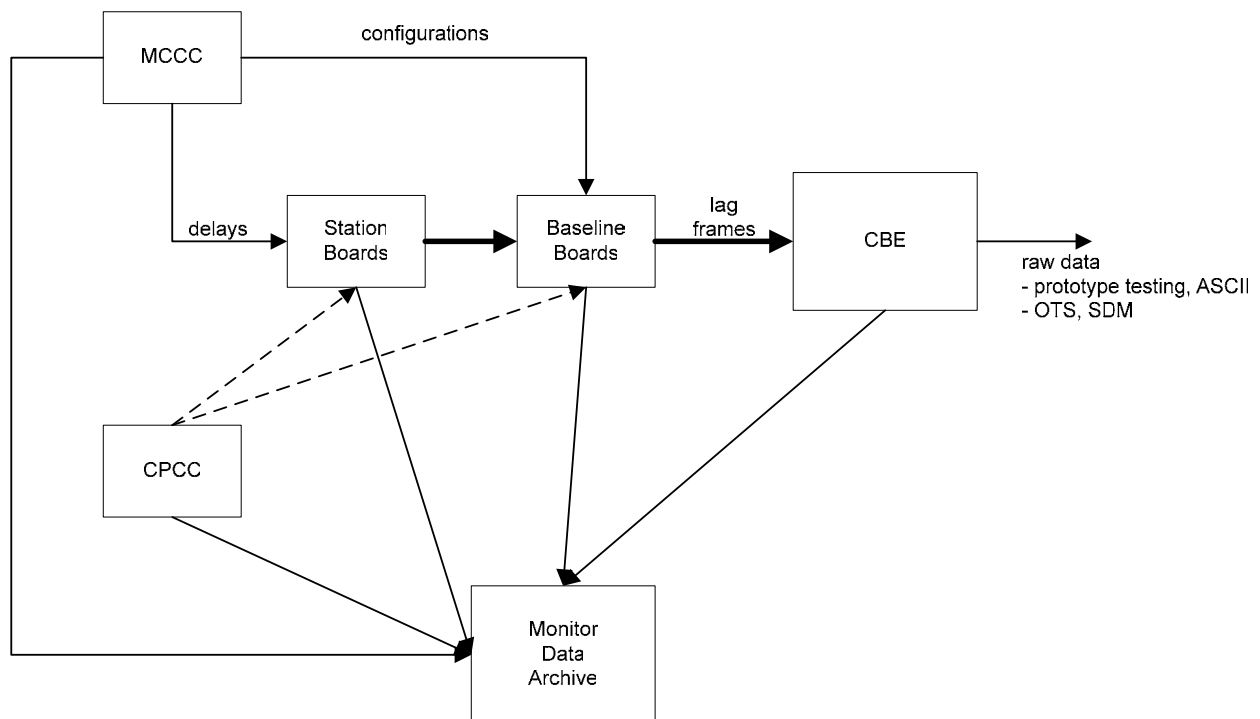 configurations
MCCC
delays
Station
Boards
Baseline
Boards
lag
frames
CBE
raw data
- prototype testing, ASCII
- OTS, SDM
CPCC
Monitor
Data
Archive